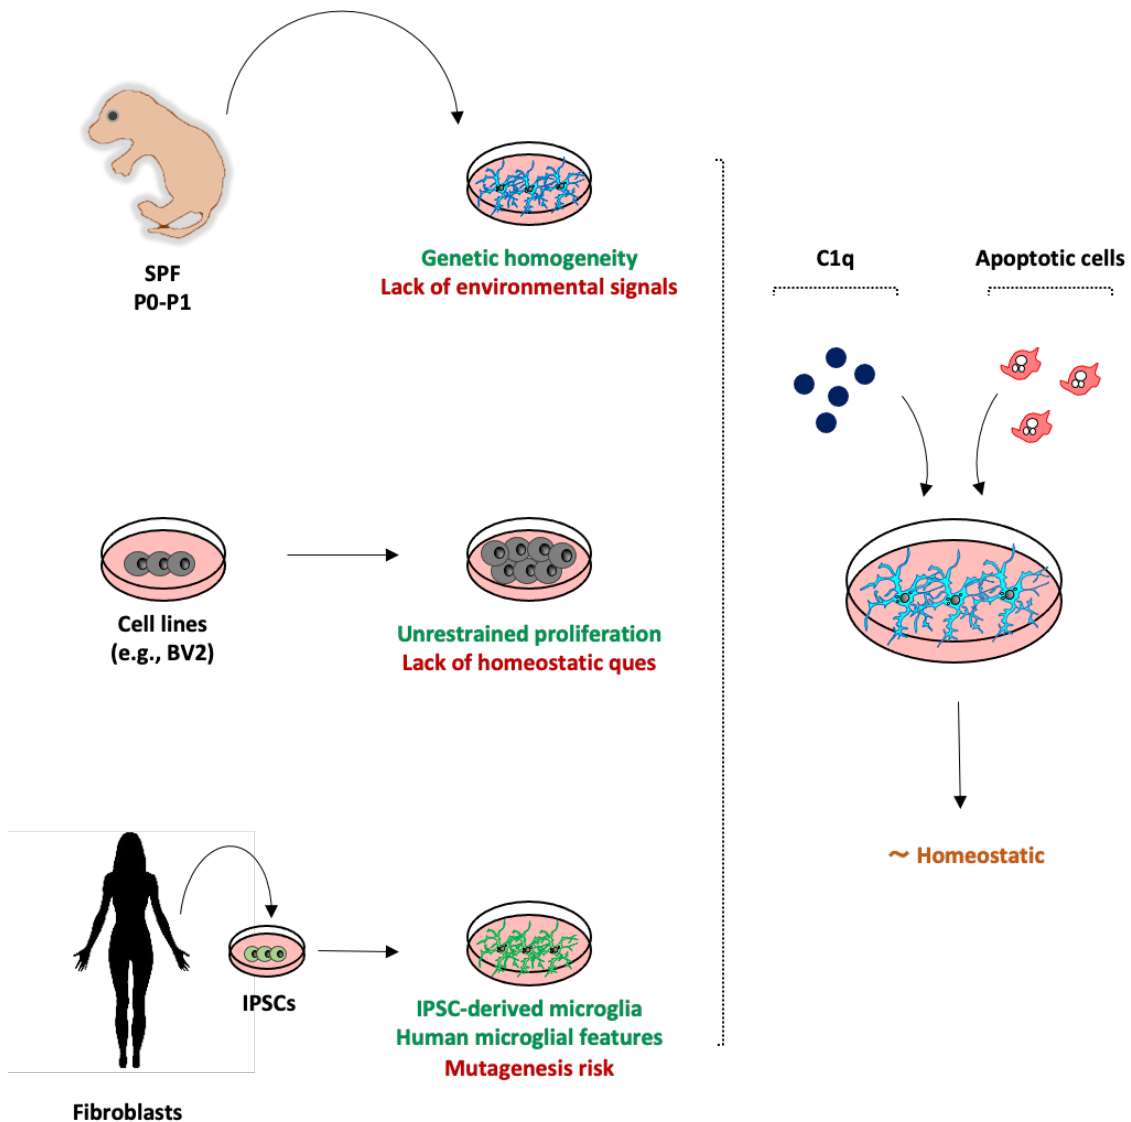 SPF
P0-P1
Genetic homogeneity
Lack of environmental signals
Cell lines
(e.g., BV2)
Unrestrained proliferation
Lack of homeostatic ques
IPSCs
Fibroblasts
IPSC-derived microglia
Human microglial features
Mutagenesis risk
C1q
Apoptotic cells
~ Homeostatic